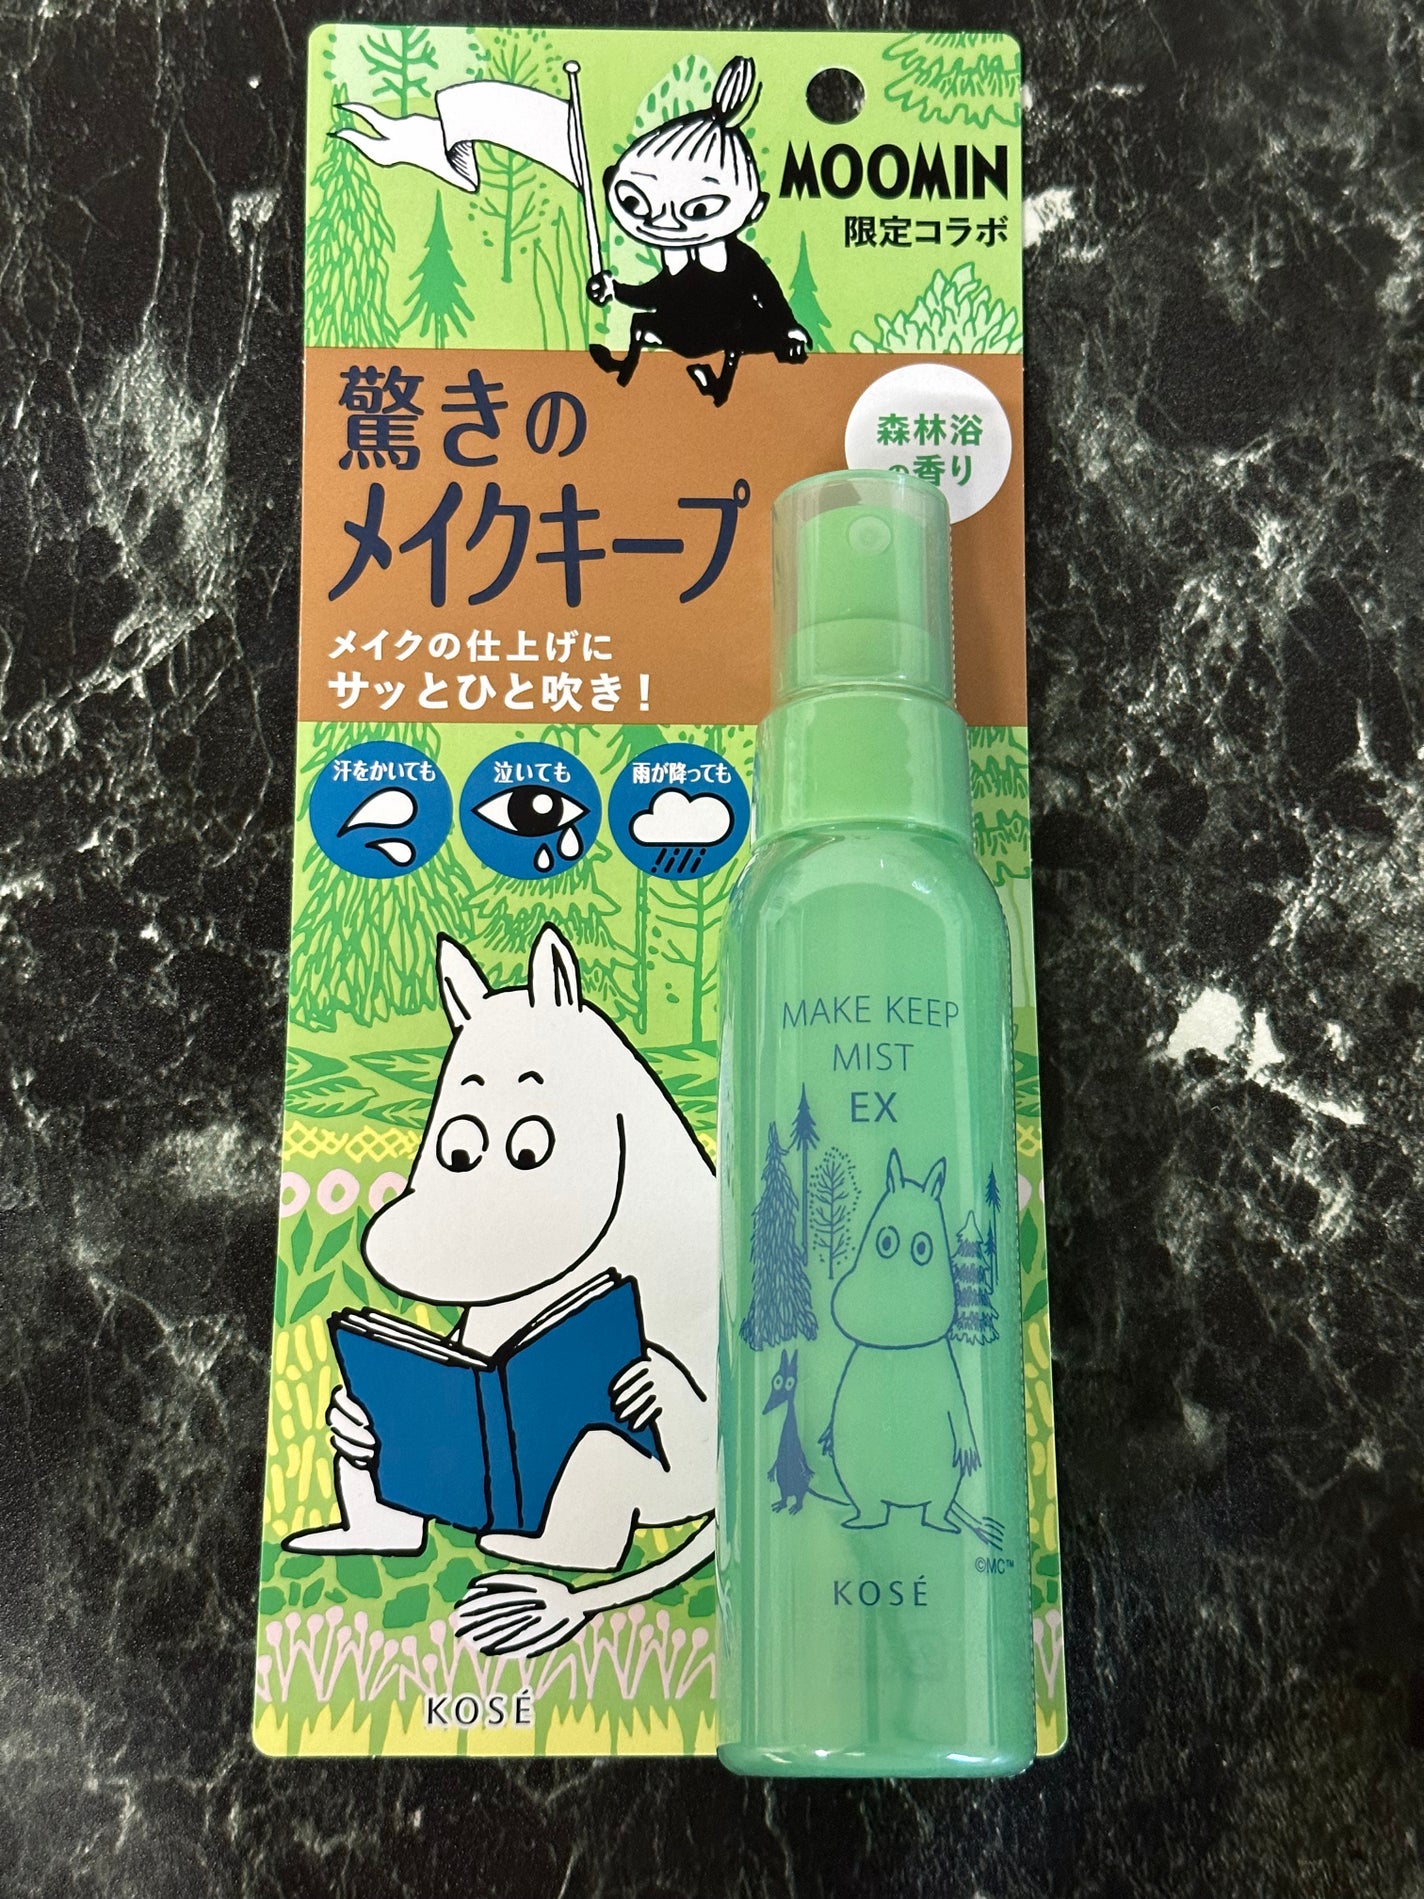 MOOMIN
限定コラボ
驚きの
メイクキープ
森林浴
の香り
メイクの仕上げに
サッとひと吹き！
汗をかいても
泣いても
雨が降っても
MAKE KEEP
MIST
EX
©MC™
KOSÉ
KOSÉ